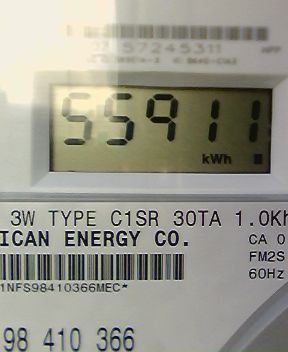 57245311
55911
kWh
3W TYPE C1SR 30TA 1.0Kh
ICAN ENERGY CO.
CA 0
FM2S
60Hz
1NFS98410366MEC*
98 410 366